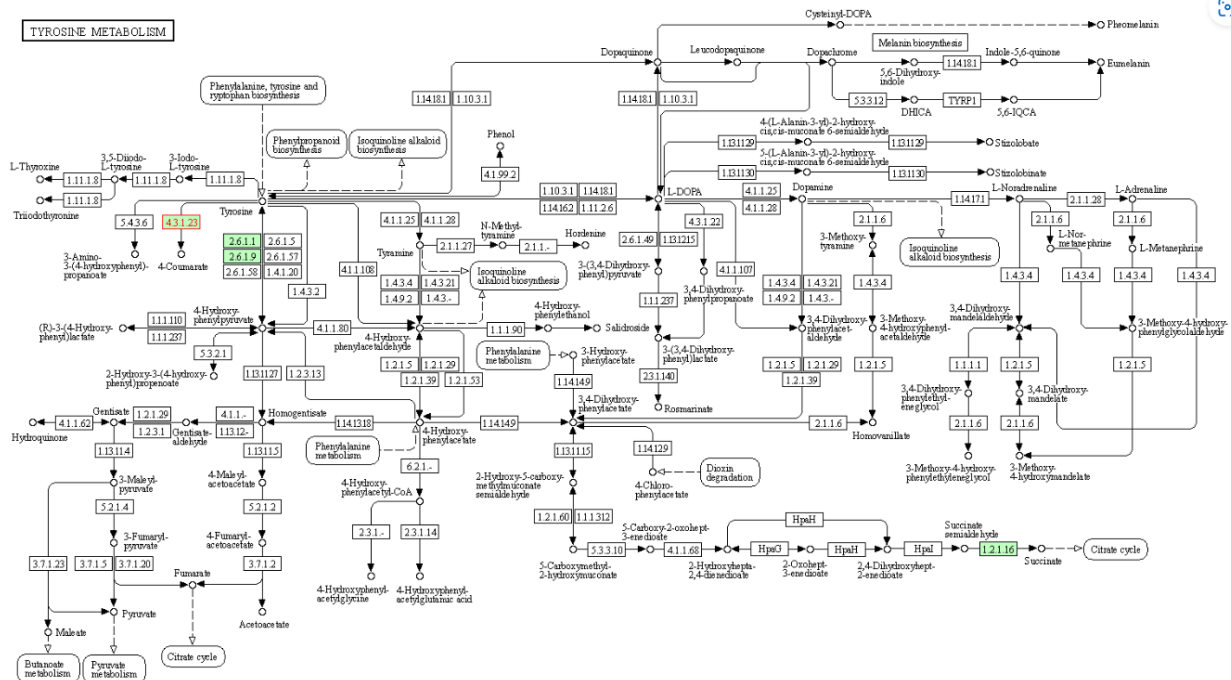 TYROSINE METABOLISM
Cysteinyl-DOPA
Pheomelanin
Dopaquinone
Leucodopaquinone
Dopachrome
Melanin biosynthesis
Indole-5,6-quinone
1.14.18.1
5,6-Dihydroxy-
indole
Eumelanin
Phenylalanine, tyrosine and
ryptophan biosynthesis
1.14.18.1
1.10.3.1
1.14.18.1
1.10.3.1
5.3.3.12
DHICA
TYRP1
5,6-IQCA
Phenylpropanoid
biosynthesis
Isoquinoline alkaloid
biosynthesis
Phenol
4.1.99.2
4-(L-Alanin-3-yl)-2-hydroxy-
cis,cis-muconate 6-semialdehyde
1.13.11.29
1.13.11.29
Stizolobate
5-(L-Alanin-3-yl)-2-hydroxy-
cis,cis-muconate 6-semialdehyde
1.13.11.30
1.13.11.30
Stizolobinate
L-Thyroxine
3,5-Diiodo-
L-tyrosine
3-Iodo-
L-tyrosine
1.11.1.8
1.11.1.8
1.11.1.8
1.11.1.8
Triiodothyronine
Tyrosine
1.10.3.1
1.14.18.1
1.14.16.2
1.11.2.6
L-DOPA
4.1.1.25
4.1.1.28
Dopamine
1.14.17.1
L-Noradrenaline
2.1.1.28
L-Adrenaline
5.4.3.6
4.3.1.23
3-Amino-
3-(4-hydroxyphenyl)-
propanoate
4-Coumarate
2.6.1.1
2.6.1.5
2.6.1.9
2.6.1.57
2.6.1.58
1.4.1.20
4.1.1.25
4.1.1.28
Tyramine
2.1.1.27
N-Methyl-
tyramine
2.1.1.-
Hordenine
4.1.1.108
Isoquinoline
alkaloid biosynthesis
1.4.3.2
1.4.3.4
1.4.3.21
1.4.9.2
1.4.3.-
2.6.1.49
1.13.12.15
4.3.1.22
3-(3,4-Dihydroxy-
phenyl)pyruvate
4.1.1.107
3,4-Dihydroxy-
phenylpropanoate
1.1.1.237
3-(3,4-Dihydroxy-
phenyl)lactate
2.3.1.140
Rosmarinate
2.1.1.6
3-Methoxy-
tyramine
Isoquinoline
alkaloid biosynthesis
1.4.3.4
1.4.3.21
1.4.9.2
1.4.3.-
1.4.3.4
3,4-Dihydroxy-
phenylacet-
aldehyde
3-Methoxy-
4-hydroxyphenyl-
acetaldehyde
1.2.1.5
1.2.1.29
1.2.1.39
1.2.1.5
2.1.1.6
L-Nor-
metanephrine
2.1.1.6
L-Metanephrine
1.4.3.4
1.4.3.4
1.4.3.4
1.4.3.4
3,4-Dihydroxy-
mandelaldehyde
3-Methoxy-4-hydroxy-
phenylglycolaldehyde
1.1.1.1
1.2.1.5
1.2.1.5
3,4-Dihydroxy-
phenylethyl-
eneglycol
3,4-Dihydroxy-
mandelate
2.1.1.6
2.1.1.6
3-Methoxy-4-hydroxy-
phenylethyleneglycol
3-Methoxy-
4-hydroxymandelate
(R)-3-(4-Hydroxy-
phenyl)lactate
1.1.1.110
1.1.1.237
4-Hydroxy-
phenylpyruvate
4.1.1.80
4-Hydroxy-
phenylacetaldehyde
1.1.1.90
4-Hydroxy-
phenylethanol
Salidroside
5.3.2.1
2-Hydroxy-3-(4-hydroxy-
phenyl)propenoate
1.13.11.27
1.2.3.13
1.2.1.5
1.2.1.29
1.2.1.39
1.2.1.53
Phenylalanine
metabolism
3-Hydroxy-
phenylacetate
1.14.14.9
3,4-Dihydroxy-
phenylacetate
Hydroquinone
4.1.1.62
Gentisate
1.2.1.29
1.2.3.1
Gentisate-
aldehyde
4.1.1.-
1.13.12.-
Homogentisate
1.14.13.18
4-Hydroxy-
phenylacetate
1.14.14.9
2.1.1.6
Homovanillate
Phenylalanine
metabolism
1.13.11.4
1.13.11.5
6.2.1.-
1.13.11.15
1.14.12.9
4-Chloro-
phenylacetate
Dioxin
degradation
3-Maleyl-
pyruvate
4-Maleyl-
acetoacetate
4-Hydroxy-
phenylacetyl-CoA
2-Hydroxy-5-carboxy-
methylmuconate
semialdehyde
5.2.1.4
5.2.1.2
2.3.1.-
2.3.1.14
1.2.1.60
1.1.1.312
3-Fumaryl-
pyruvate
4-Fumaryl-
acetoacetate
5-Carboxymethyl-
2-hydroxymuconate
5.3.3.10
5-Carboxy-2-oxohept-
3-enedioate
4.1.1.68
2-Hydroxyhepta-
2,4-dienedioate
HpaH
HpaG
2-Oxohept-
3-enedioate
HpaH
2,4-Dihydroxyhept-
2-enedioate
HpaI
Succinate
semialdehyde
1.2.1.16
Succinate
Citrate cycle
3.7.1.23
3.7.1.5
3.7.1.20
Fumarate
3.7.1.2
4-Hydroxyphenyl-
acetylglycine
4-Hydroxyphenyl-
acetylglutamic acid
Pyruvate
Acetoacetate
Maleate
Butanoate
metabolism
Pyruvate
metabolism
Citrate cycle